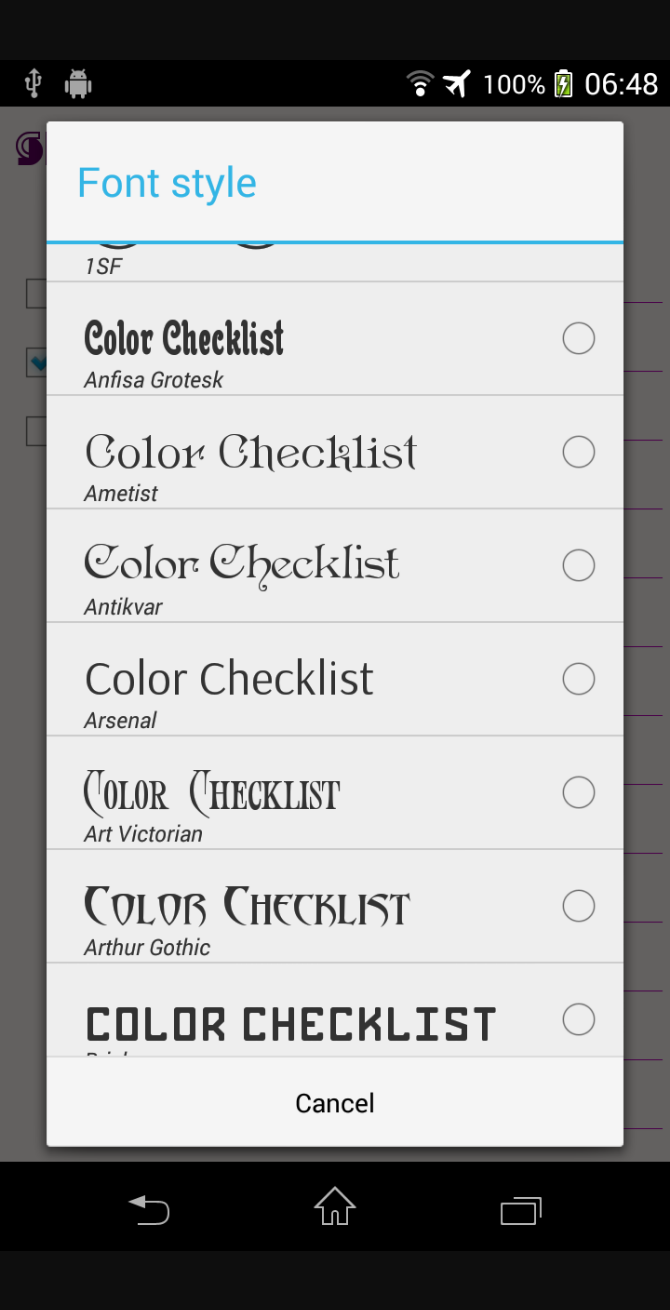 100% 06:48
Font style
1SF
Color Checklist
Anfisa Grotesk
Color Checklist
Ametist
Color Checklist
Antikvar
Color Checklist
Arsenal
Color Checklist
Art Victorian
Color Checklist
Arthur Gothic
COLOR CHECKLIST
Cancel